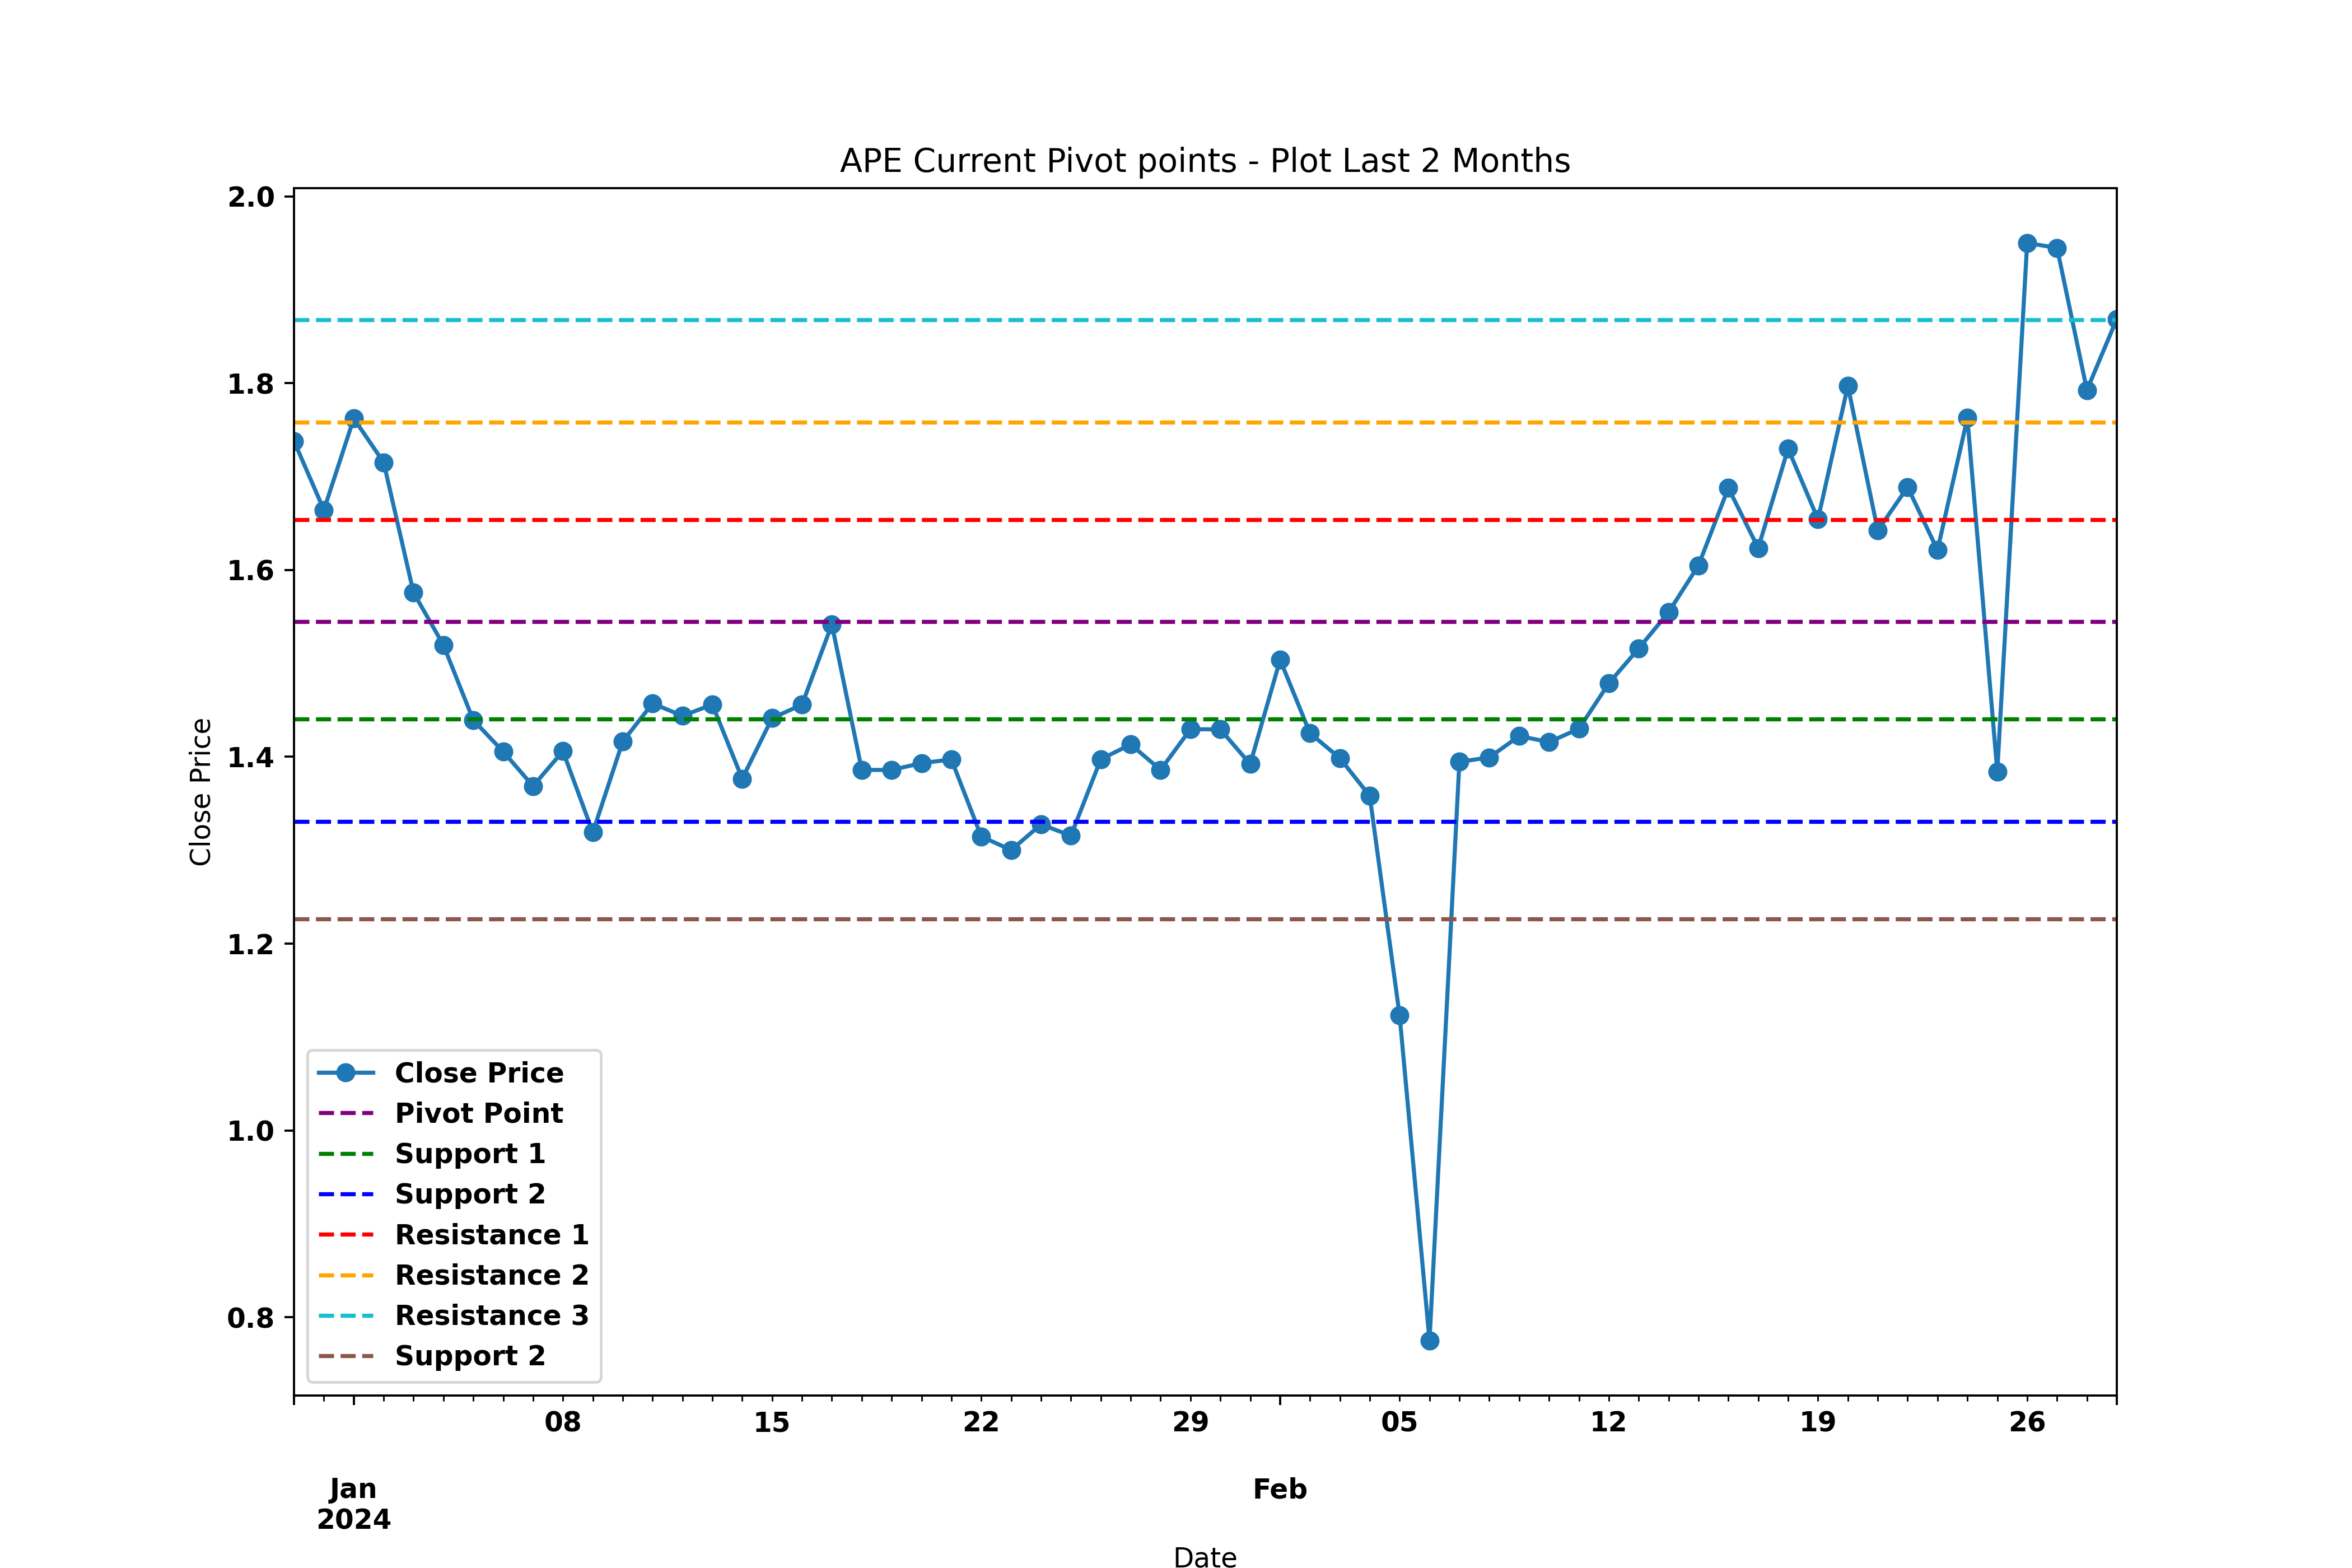 APE Current Pivot points - Plot Last 2 Months
2.0
1.8
1.6
1.4
1.2
1.0
0.8
Close Price
Close Price
Pivot Point
Support 1
Support 2
Resistance 1
Resistance 2
Resistance 3
Support 2
08 15 22 29 05 12 19 26
Jan Feb
2024
Date